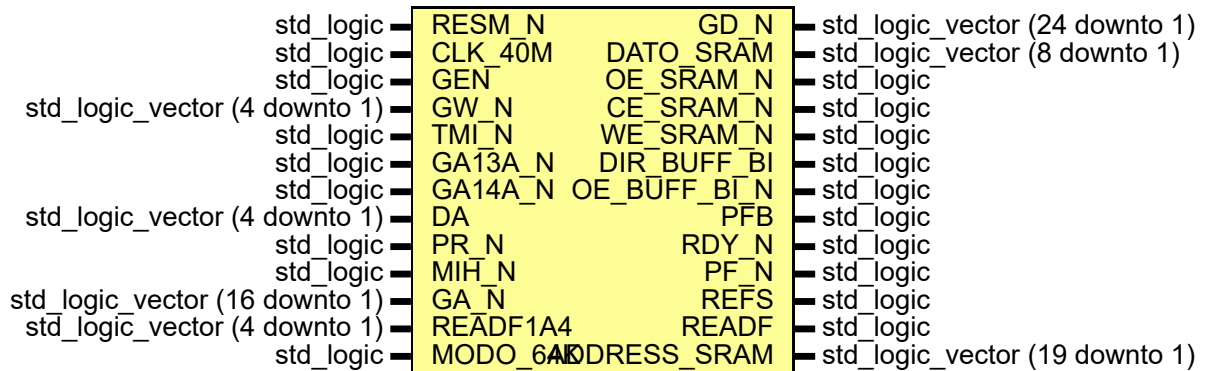 std_logic RESM_N GD_N std_logic_vector (24 downto 1)
std_logic CLK_40M DATO_SRAM std_logic_vector (8 downto 1)
std_logic GEN OE_SRAM_N std_logic
std_logic_vector (4 downto 1) GW_N CE_SRAM_N std_logic
std_logic TMI_N WE_SRAM_N std_logic
std_logic GA13A_N DIR_BUFF_BI std_logic
std_logic GA14A_N OE_BUFF_BI_N std_logic
std_logic_vector (4 downto 1) DA PFB std_logic
std_logic PR_N RDY_N std_logic
std_logic MIH_N PF_N std_logic
std_logic_vector (16 downto 1) GA_N REFS std_logic
std_logic_vector (4 downto 1) READF1A4 READF std_logic
std_logic MODO_64K ADDRESS_SRAM std_logic_vector (19 downto 1)